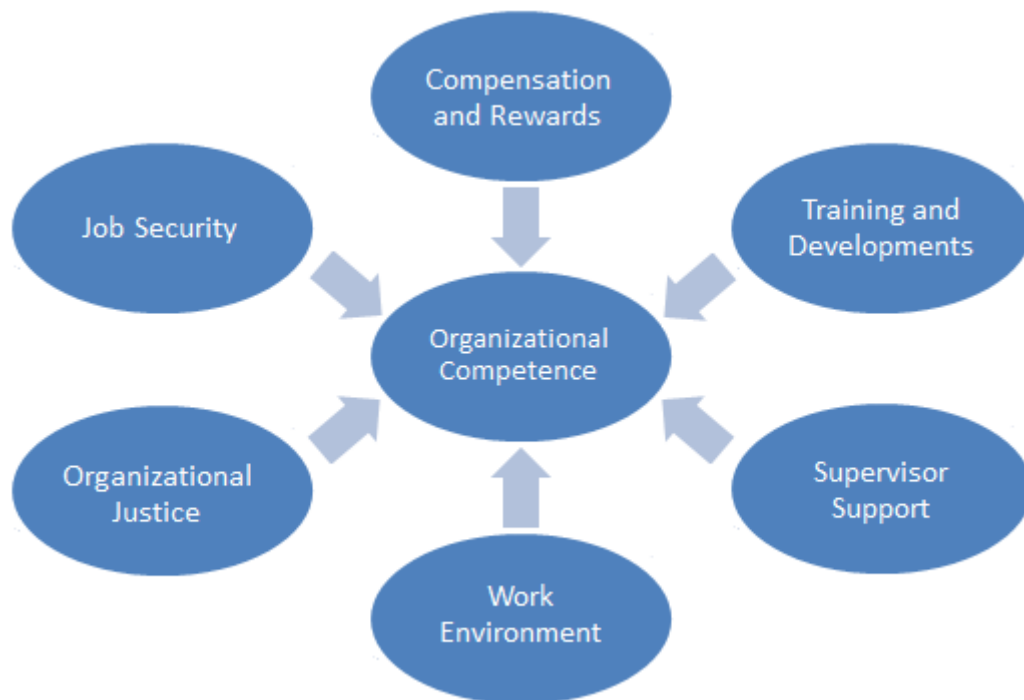 Compensation
and Rewards
Job Security
Training and
Developments
Organizational
Competence
Organizational
Justice
Supervisor
Support
Work
Environment